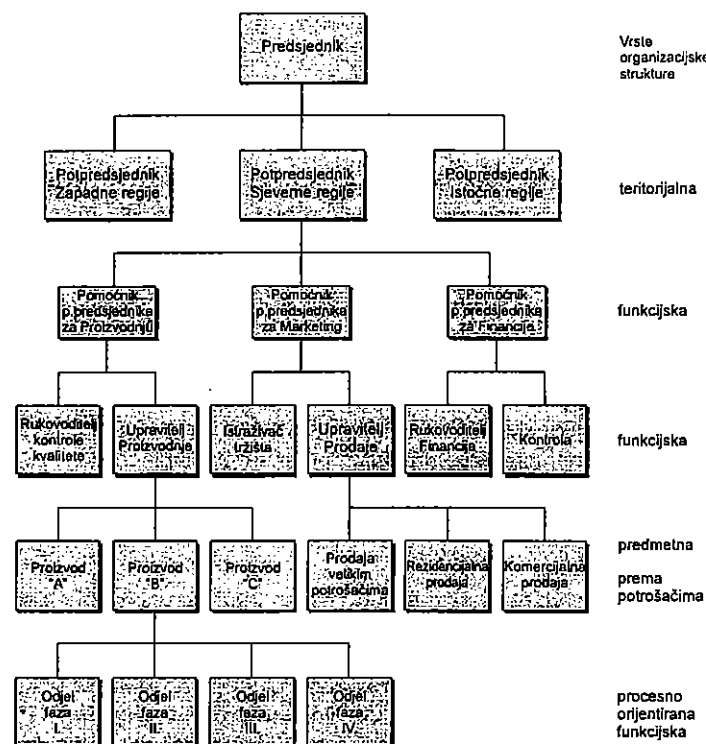 Predsjednik
Vrste
organizacijske
strukture
Potpredsjednik
Zapadne regije
Potpredsjednik
Sjeverne regije
Potpredsjednik
Istočne regije
teritorijalna
Pomoćnik
p.predsjednika
za Proizvodnju
Pomoćnik
p.predsjednika
za Marketing
Pomoćnik
p.predsjednika
za Financije
funkcijska
Rukovoditelj
kontrole
kvalitete
Upravitelj
Proizvodnje
Istraživač
tržišta
Upravitelj
Prodaje
Rukovoditelj
Financija
Kontrola
funkcijska
Proizvod
"A"
Proizvod
"B"
Proizvod
"C"
Prodaja
velikim
potrošačima
Rezidencijalna
prodaja
Komercijalna
prodaja
predmetna
prema
potrošačima
Odjel
faza
I.
Odjel
faza
II.
Odjel
faza
III.
Odjel
faza
IV.
procesno
orijentirana
funkcijska